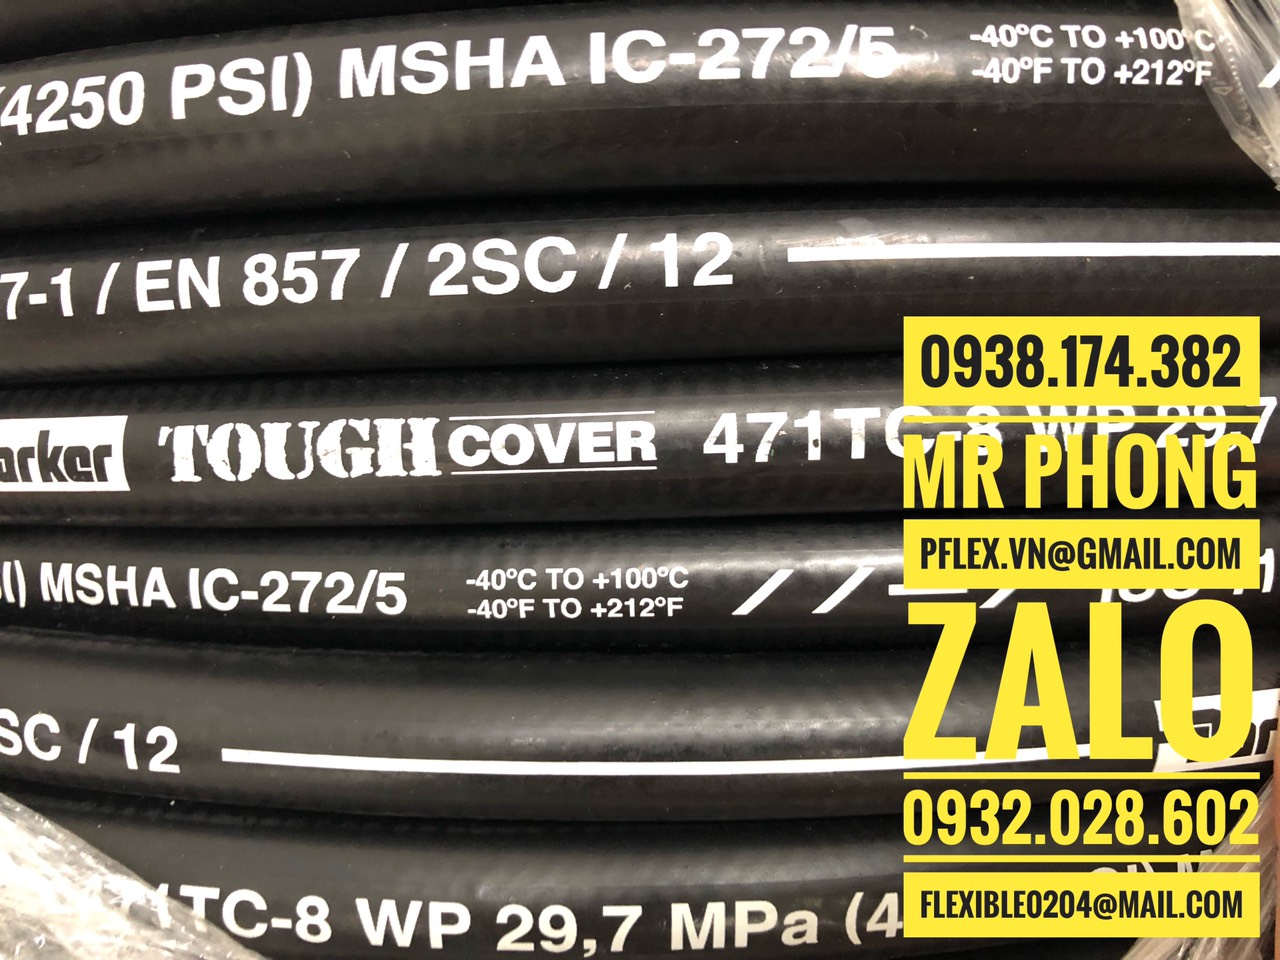 (4250 PSI) MSHA IC-272/5 -40°C TO +100°C
-40°F TO +212°F
7-1 / EN 857 / 2SC / 12
Parker TOUGH COVER 471TC-8 WP 29,7
SI) MSHA IC-272/5 -40°C TO +100°C
-40°F TO +212°F
SC / 12
471TC-8 WP 29,7 MPa (4
0938.174.382
MR PHONG
PFLEX.VN@GMAIL.COM
ZALO
0932.028.602
FLEXIBLE0204@MAIL.COM